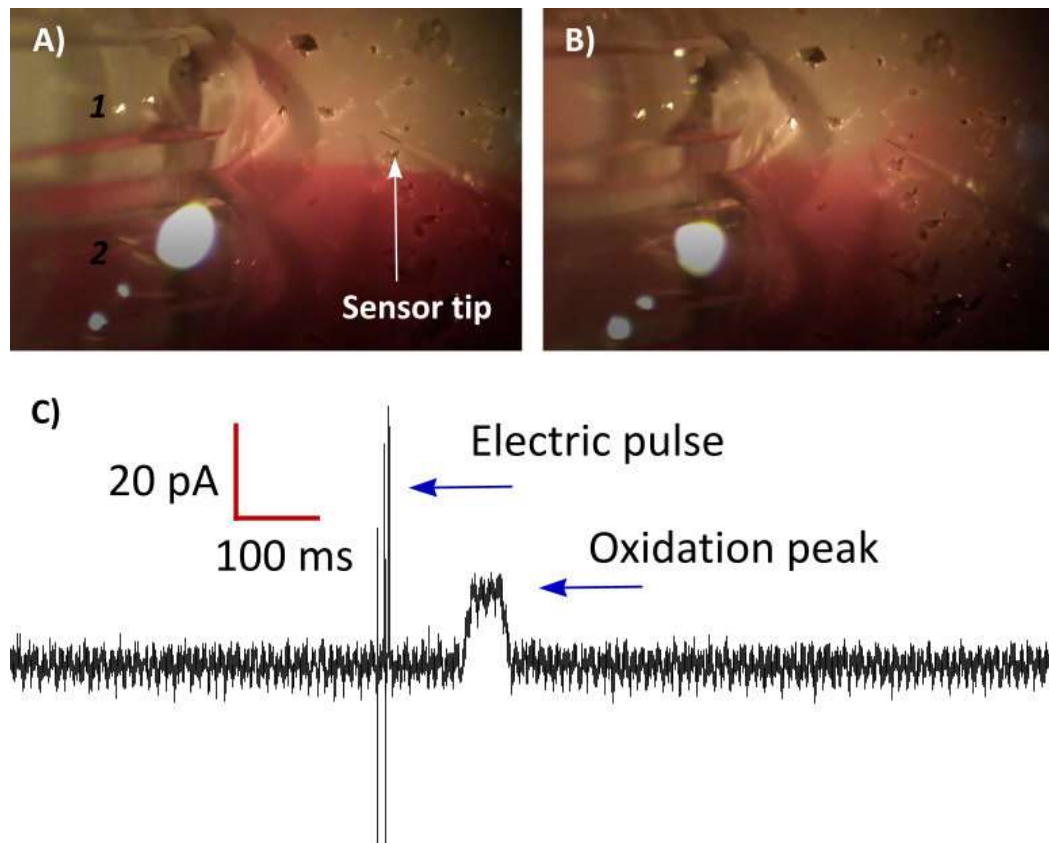 A)
B)
1
2
Sensor tip
C)
Electric pulse
20 pA
100 ms
Oxidation peak